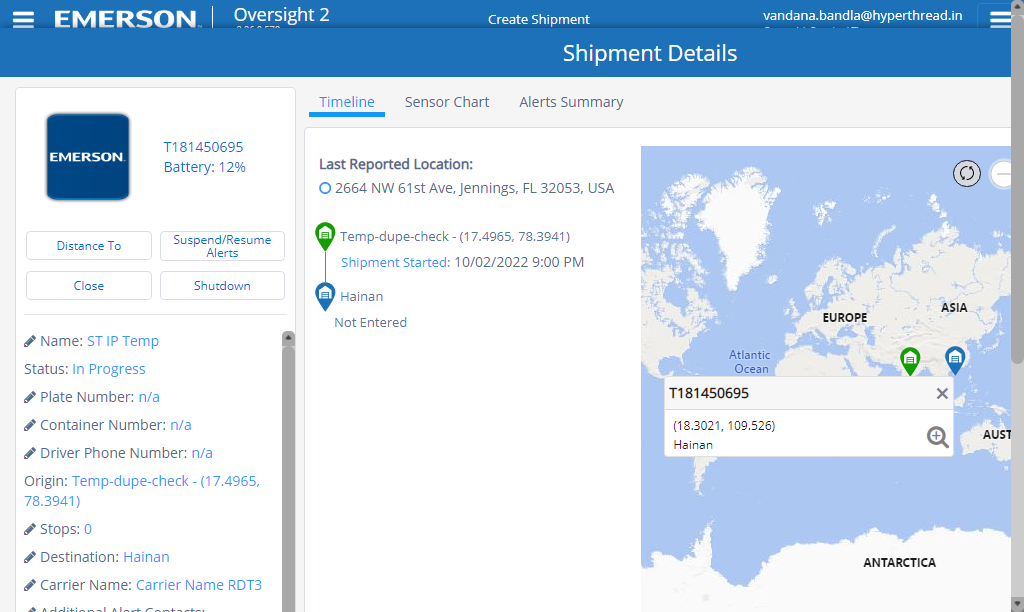 EMERSON
Oversight 2
Create Shipment
vandana.bandla@hyperthread.in
Shipment Details
EMERSON
T181450695
Battery: 12%
Distance To
Suspend/Resume
Alerts
Close
Shutdown
Name: ST IP Temp
Status: In Progress
Plate Number: n/a
Container Number: n/a
Driver Phone Number: n/a
Origin: Temp-dupe-check - (17.4965,
78.3941)
Stops: 0
Destination: Hainan
Carrier Name: Carrier Name RDT3
Additional Alert Contacts:
Timeline
Sensor Chart
Alerts Summary
Last Reported Location:
2664 NW 61st Ave, Jennings, FL 32053, USA
Temp-dupe-check - (17.4965, 78.3941)
Shipment Started: 10/02/2022 9:00 PM
Hainan
Not Entered
EUROPE
ASIA
Atlantic
Ocean
T181450695
(18.3021, 109.526)
Hainan
AUST
ANTARCTICA